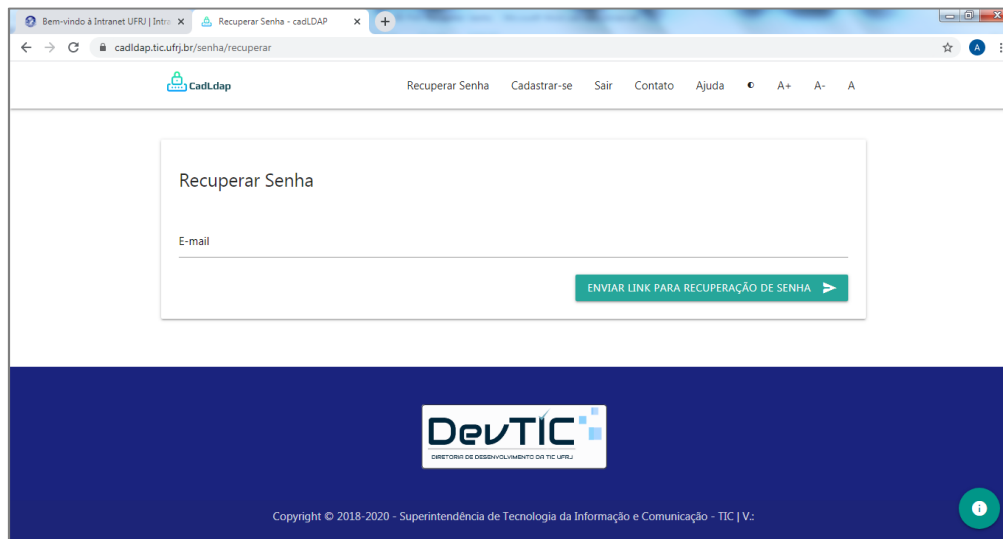 Bem-vindo à Intranet UFRJ | Intra
Recuperar Senha - cadLDAP
cadldap.tic.ufrj.br/senha/recuperar
A
CadLdap
Recuperar Senha
Cadastrar-se
Sair
Contato
Ajuda
A+
A-
A
Recuperar Senha
E-mail
ENVIAR LINK PARA RECUPERAÇÃO DE SENHA
DevTIC
DIRETORIA DE DESENVOLVIMENTO DA TIC UFRJ
Copyright © 2018-2020 - Superintendência de Tecnologia da Informação e Comunicação - TIC | V.: